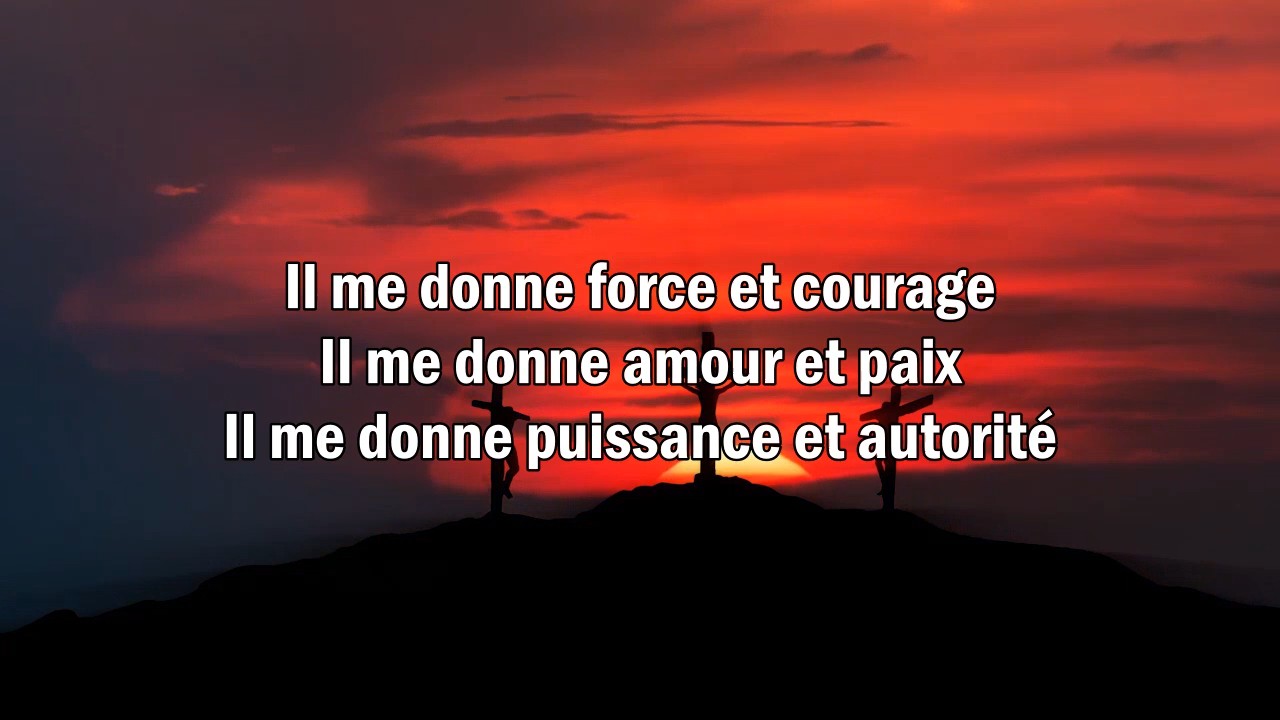 Il me donne force et courage
Il me donne amour et paix
Il me donne puissance et autorité